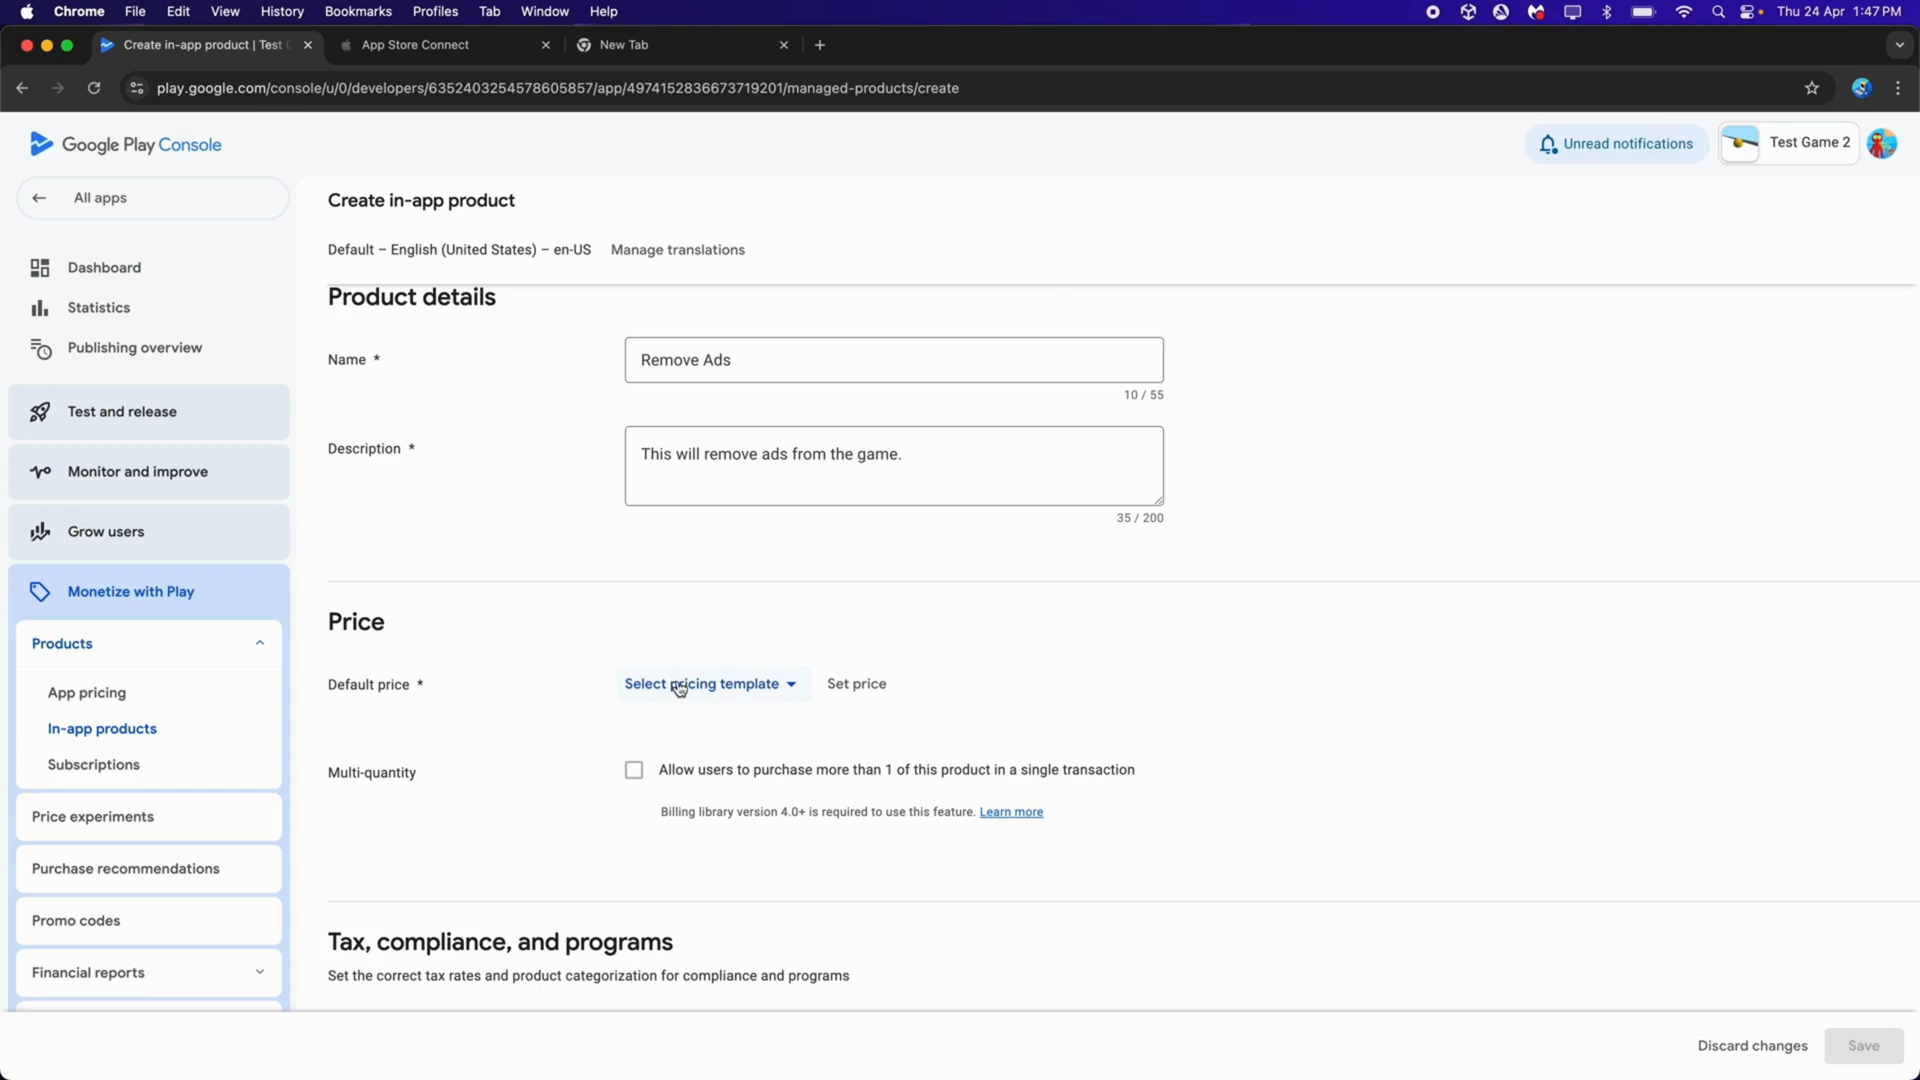 Chrome File Edit View History Bookmarks Profiles Tab Window Help Thu 24 Apr 1:47 PM
Create in-app product | Test App Store Connect New Tab
play.google.com/console/u/0/developers/6352403254578605857/app/4974152836673719201/managed-products/create
Google Play Console Unread notifications Test Game 2
All apps
Create in-app product
Default – English (United States) – en-US Manage translations
Dashboard
Statistics
Publishing overview
Test and release
Monitor and improve
Grow users
Monetize with Play
Products
App pricing
In-app products
Subscriptions
Price experiments
Purchase recommendations
Promo codes
Financial reports
Product details
Name *
Remove Ads
10 / 55
Description *
This will remove ads from the game.
35 / 200
Price
Default price *
Select pricing template Set price
Multi-quantity
Allow users to purchase more than 1 of this product in a single transaction
Billing library version 4.0+ is required to use this feature. Learn more
Tax, compliance, and programs
Set the correct tax rates and product categorization for compliance and programs
Discard changes Save